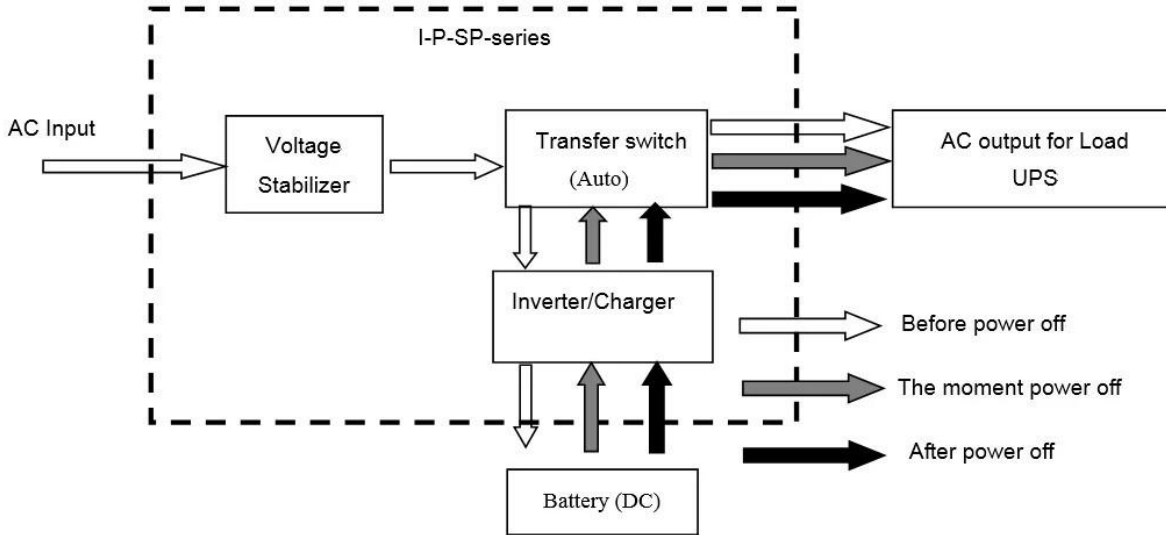 I-P-SP-series
AC Input
Voltage
Stabilizer
Transfer switch
(Auto)
AC output for Load
UPS
Inverter/Charger
Before power off
The moment power off
After power off
Battery (DC)